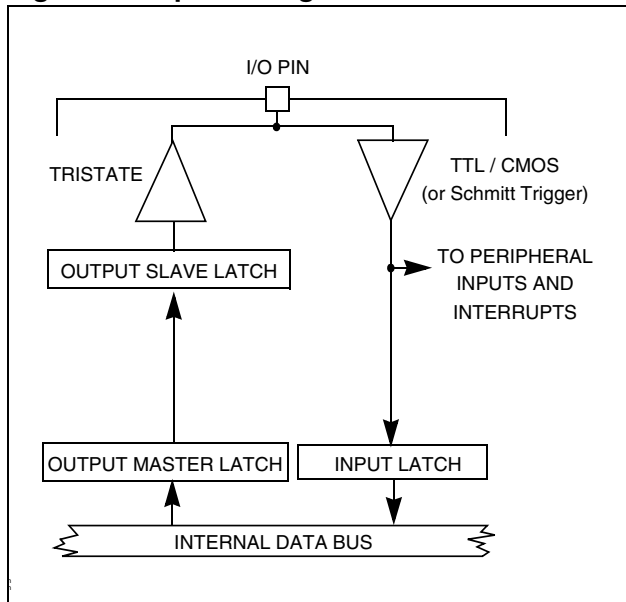 I/O PIN
TRISTATE
TTL / CMOS
(or Schmitt Trigger)
OUTPUT SLAVE LATCH
TO PERIPHERAL
INPUTS AND
INTERRUPTS
OUTPUT MASTER LATCH
INPUT LATCH
INTERNAL DATA BUS